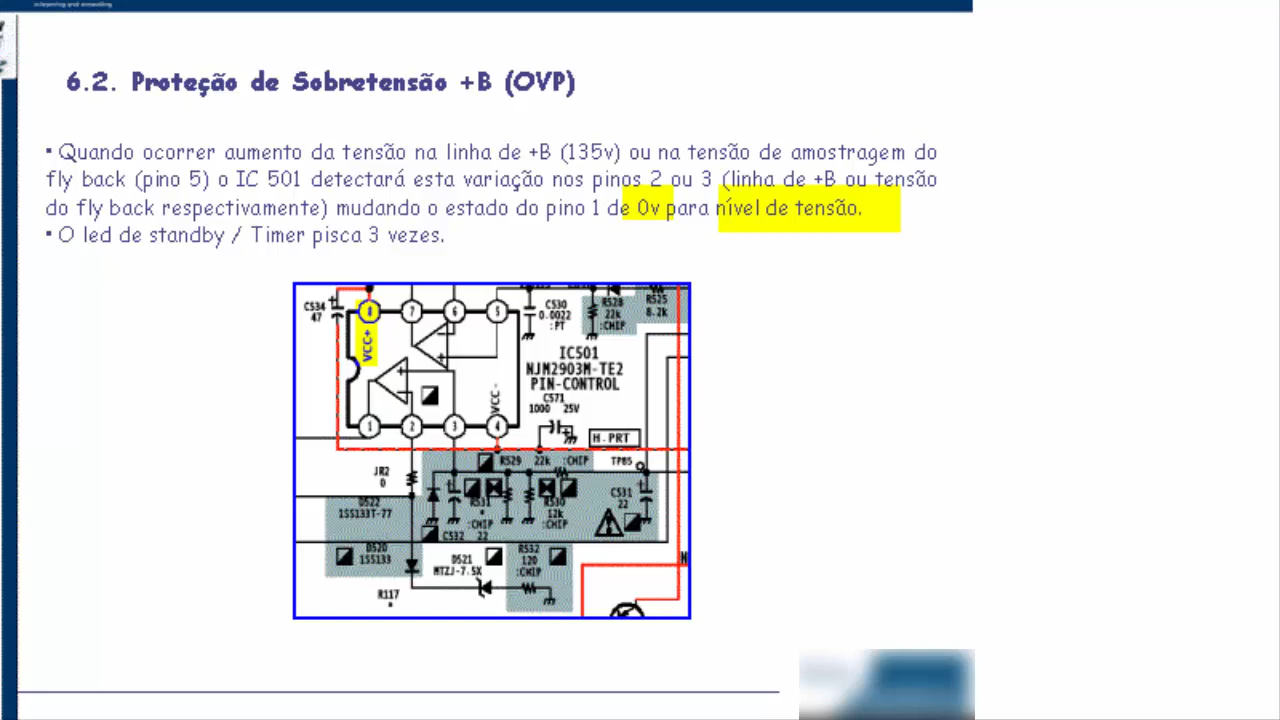 6.2. Proteção de Sobretensão +B (OVP)
▪ Quando ocorrer aumento da tensão na linha de +B (135v) ou na tensão de amostragem do
fly back (pino 5) o IC 501 detectará esta variação nos pinos 2 ou 3 (linha de +B ou tensão
do fly back respectivamente) mudando o estado do pino 1 de 0v para nível de tensão.
▪ O led de standby / Timer pisca 3 vezes.
C534
47
8
7
6
5
VCC+
C530
0.0022
:PT
R528
22k
:CHIP
R525
8.2k
IC501
NJM2903M-TE2
PIN-CONTROL
VCC-
C571
1000 25V
1
2
3
4
H.PRT
JR2
0
R529 22k :CHIP
TP85
D522
1SS133T-77
R531
*
:CHIP
R530
12k
:CHIP
C531
22
C532 22
D520
1SS133
D521
MTZJ-7.5X
R532
120
:CHIP
R117
*